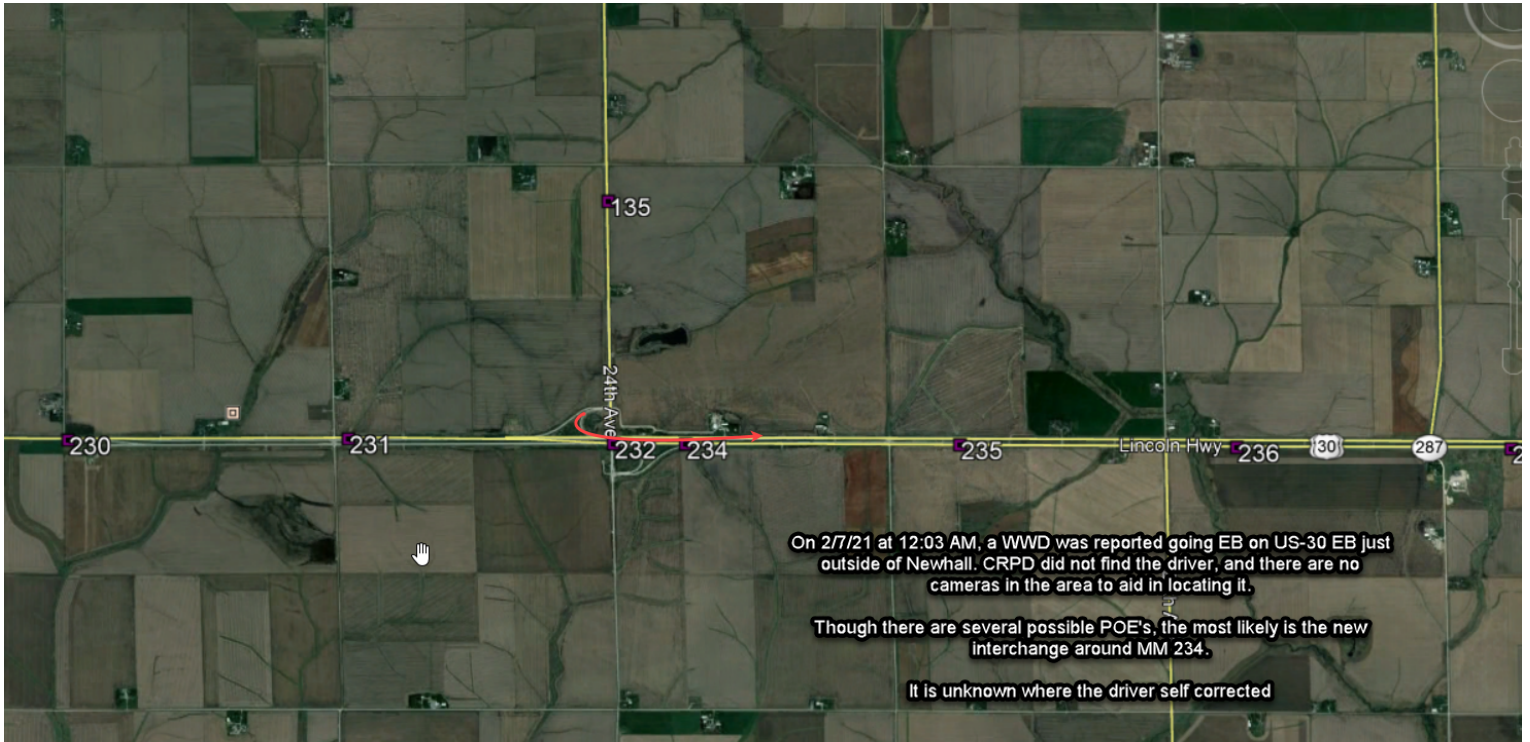 135
24th Ave
230
231
232
234
235
Lincoln Hwy
236
30
287
2
On 2/7/21 at 12:03 AM, a WWD was reported going EB on US-30 EB just
outside of Newhall. CRPD did not find the driver, and there are no
cameras in the area to aid in locating it.
Though there are several possible POE's, the most likely is the new
interchange around MM 234.
It is unknown where the driver self corrected